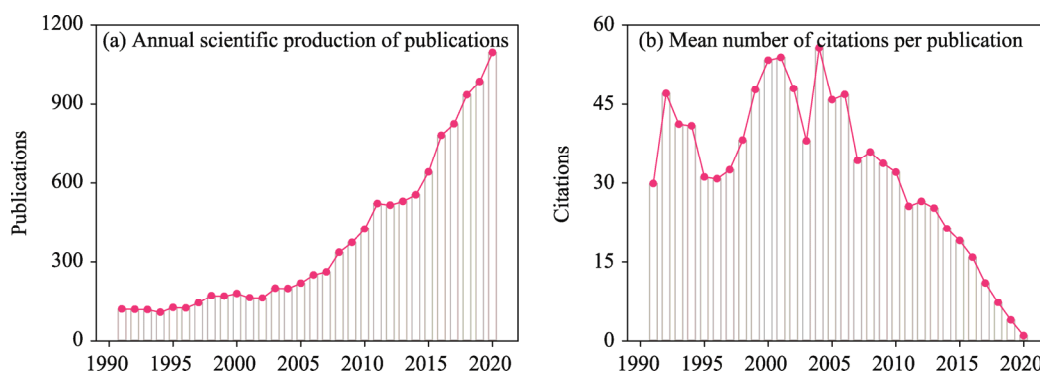 (a) Annual scientific production of publications
Publications
1200
900
600
300
0
1990 1995 2000 2005 2010 2015 2020
(b) Mean number of citations per publication
Citations
60
45
30
15
0
1990 1995 2000 2005 2010 2015 2020